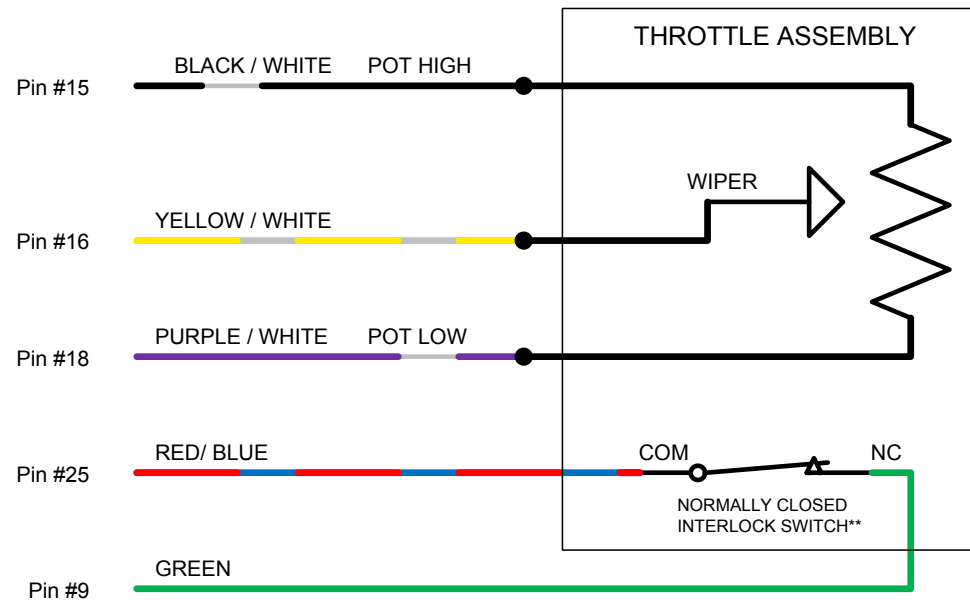 THROTTLE ASSEMBLY
Pin #15 BLACK / WHITE POT HIGH
WIPER
Pin #16 YELLOW / WHITE
Pin #18 PURPLE / WHITE POT LOW
Pin #25 RED/ BLUE COM NC
NORMALLY CLOSED
INTERLOCK SWITCH**
Pin #9 GREEN